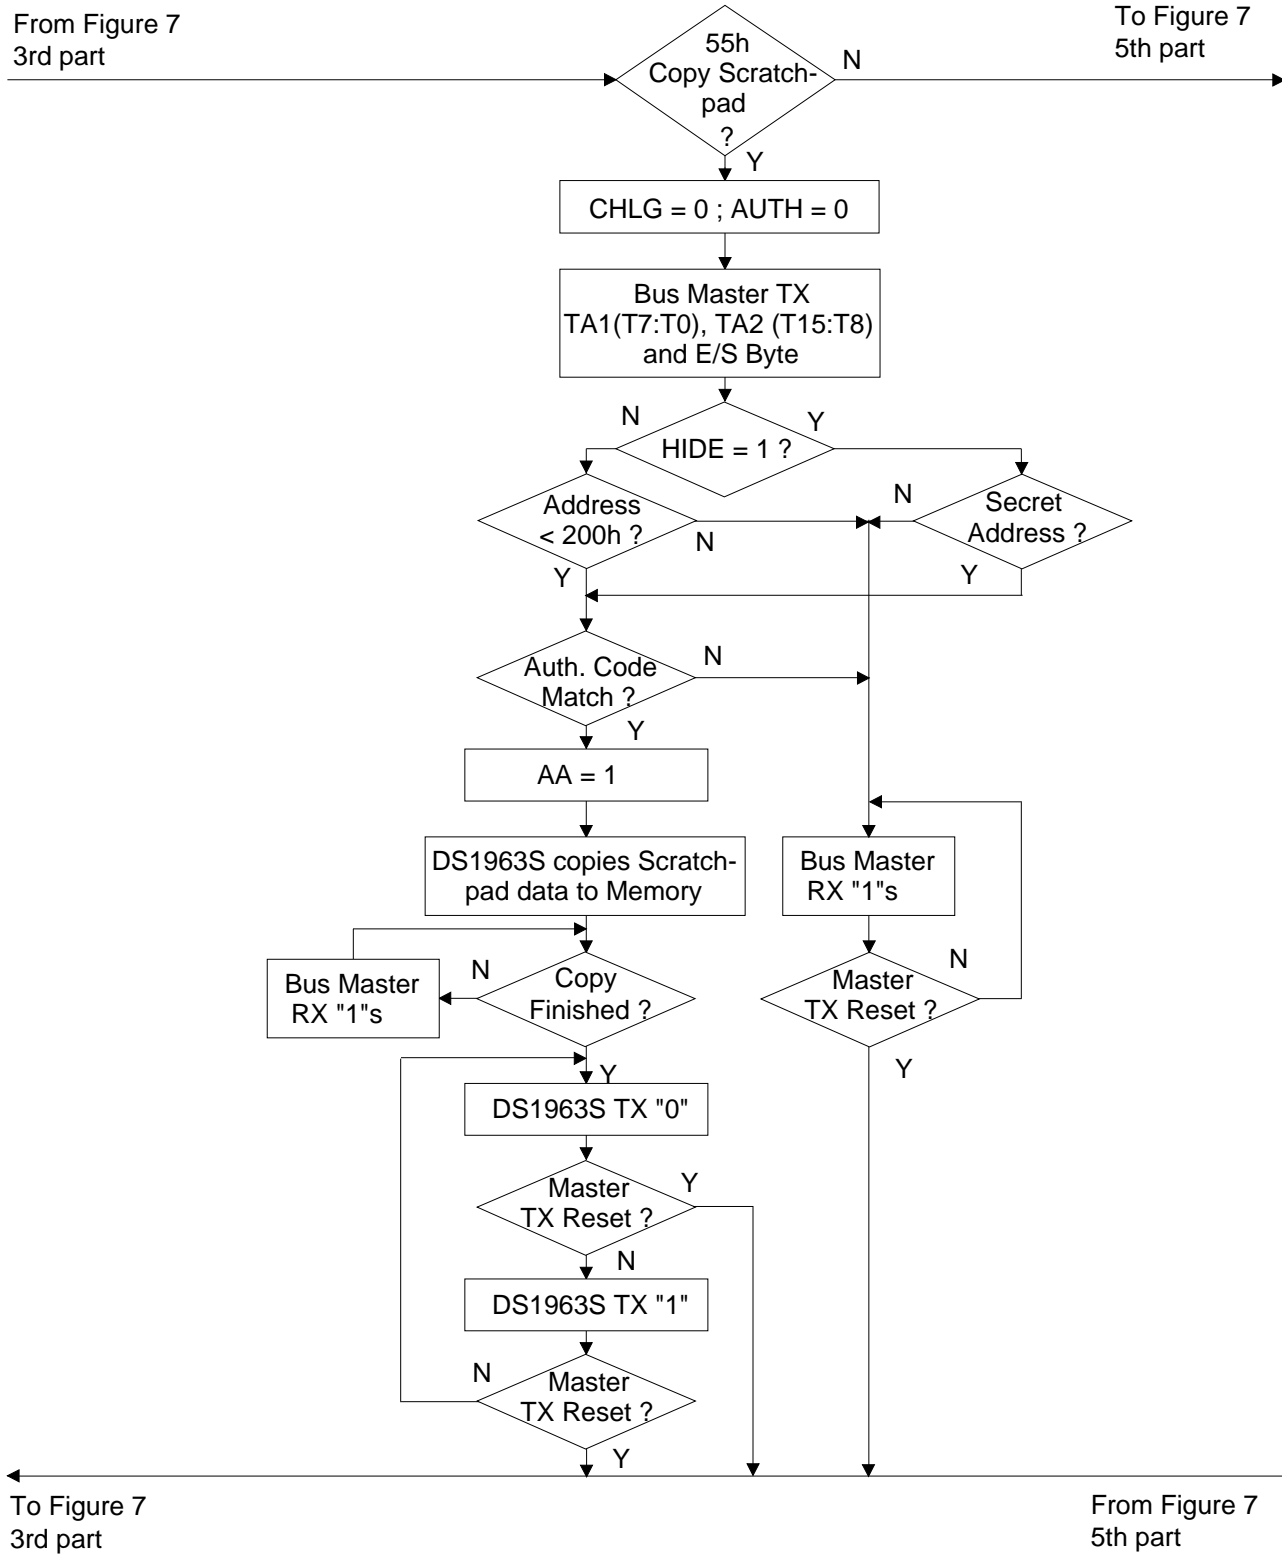 From Figure 7
3rd part
To Figure 7
5th part
55h
Copy Scratch-
pad
?
N
Y
CHLG = 0 ; AUTH = 0
Bus Master TX
TA1(T7:T0), TA2 (T15:T8)
and E/S Byte
N
Y
HIDE = 1 ?
Address
< 200h ?
N
Y
N
Secret
Address ?
Y
Auth. Code
Match ?
N
Y
AA = 1
DS1963S copies Scratch-
pad data to Memory
Bus Master
RX "1"s
Bus Master
RX "1"s
N
Copy
Finished ?
Y
Master
TX Reset ?
N
Y
DS1963S TX "0"
Master
TX Reset ?
Y
N
DS1963S TX "1"
N
Master
TX Reset ?
Y
To Figure 7
3rd part
From Figure 7
5th part